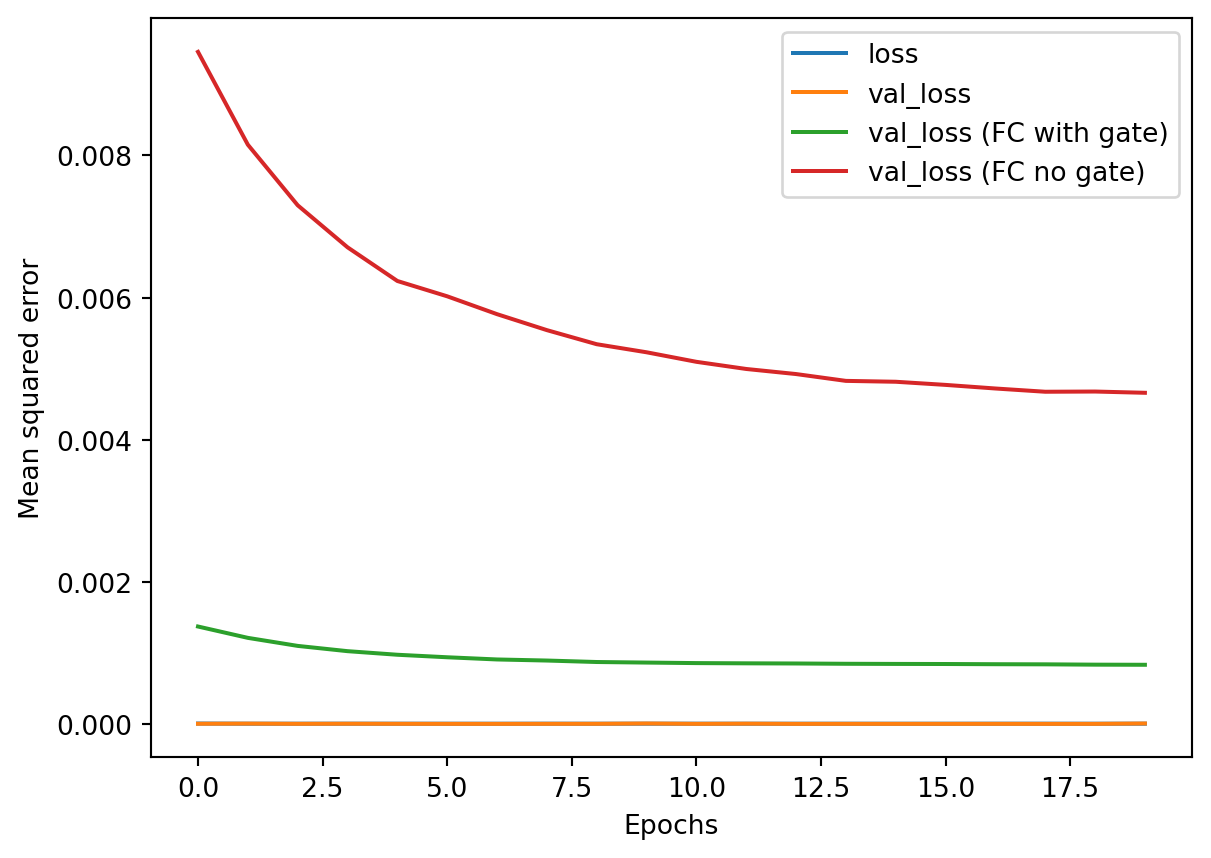 loss
val_loss
val_loss (FC with gate)
val_loss (FC no gate)
Mean squared error
0.008
0.006
0.004
0.002
0.000
0.0 2.5 5.0 7.5 10.0 12.5 15.0 17.5
Epochs